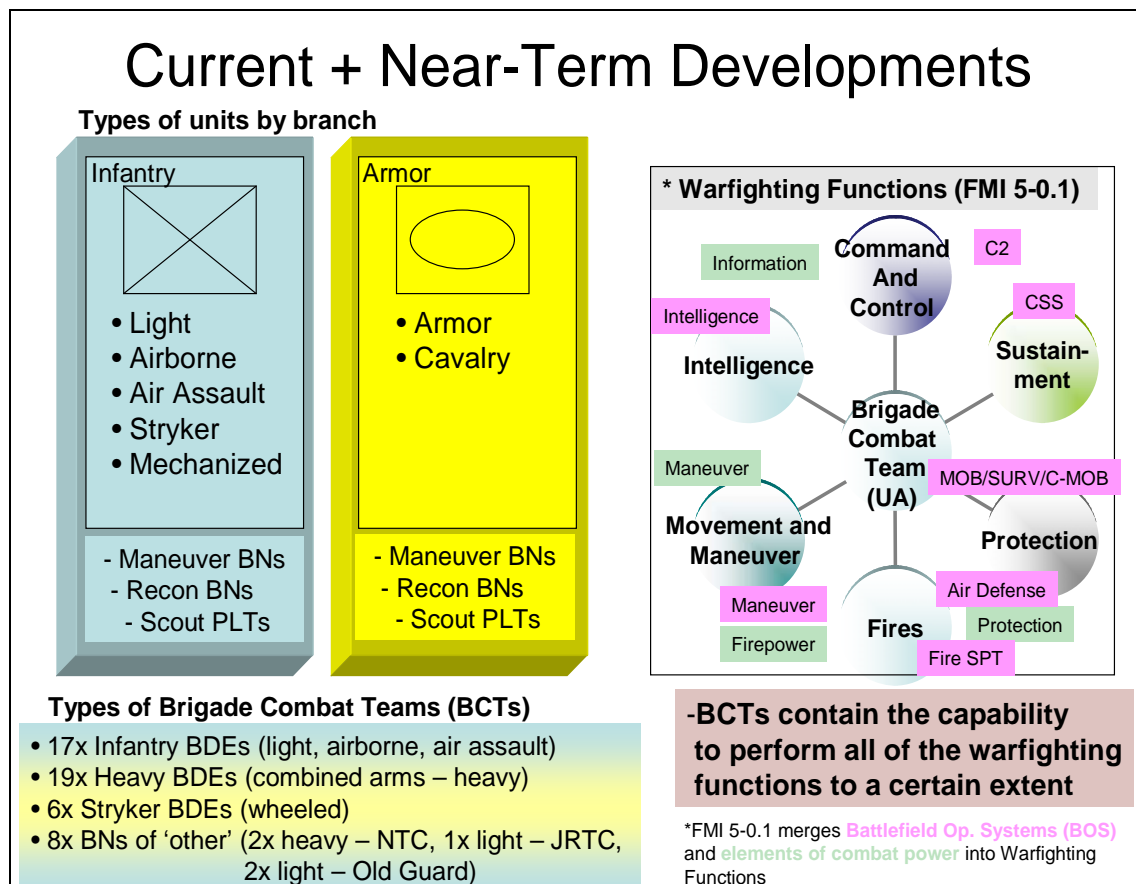 Current + Near-Term Developments
Types of units by branch
Infantry
• Light
• Airborne
• Air Assault
• Stryker
• Mechanized
- Maneuver BNs
- Recon BNs
- Scout PLTs
Armor
• Armor
• Cavalry
- Maneuver BNs
- Recon BNs
- Scout PLTs
* Warfighting Functions (FMI 5-0.1)
Command
And
Control
C2
Information
Intelligence
Intelligence
CSS
Sustain-
ment
Brigade
Combat
Team
(UA)
Maneuver
Movement and
Maneuver
Maneuver
Firepower
MOB/SURV/C-MOB
Protection
Air Defense
Protection
Fires
Fire SPT
Types of Brigade Combat Teams (BCTs)
• 17x Infantry BDEs (light, airborne, air assault)
• 19x Heavy BDEs (combined arms – heavy)
• 6x Stryker BDEs (wheeled)
• 8x BNs of ‘other’ (2x heavy – NTC, 1x light – JRTC,
2x light – Old Guard)
-BCTs contain the capability
to perform all of the warfighting
functions to a certain extent
*FMI 5-0.1 merges Battlefield Op. Systems (BOS)
and elements of combat power into Warfighting
Functions